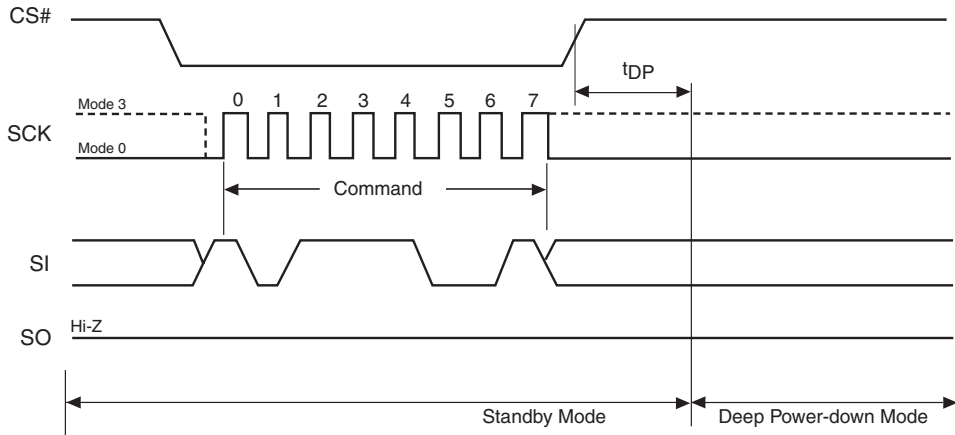 CS#
tDP
Mode 3
0 1 2 3 4 5 6 7
SCK
Mode 0
Command
SI
Hi-Z
SO
Standby Mode
Deep Power-down Mode